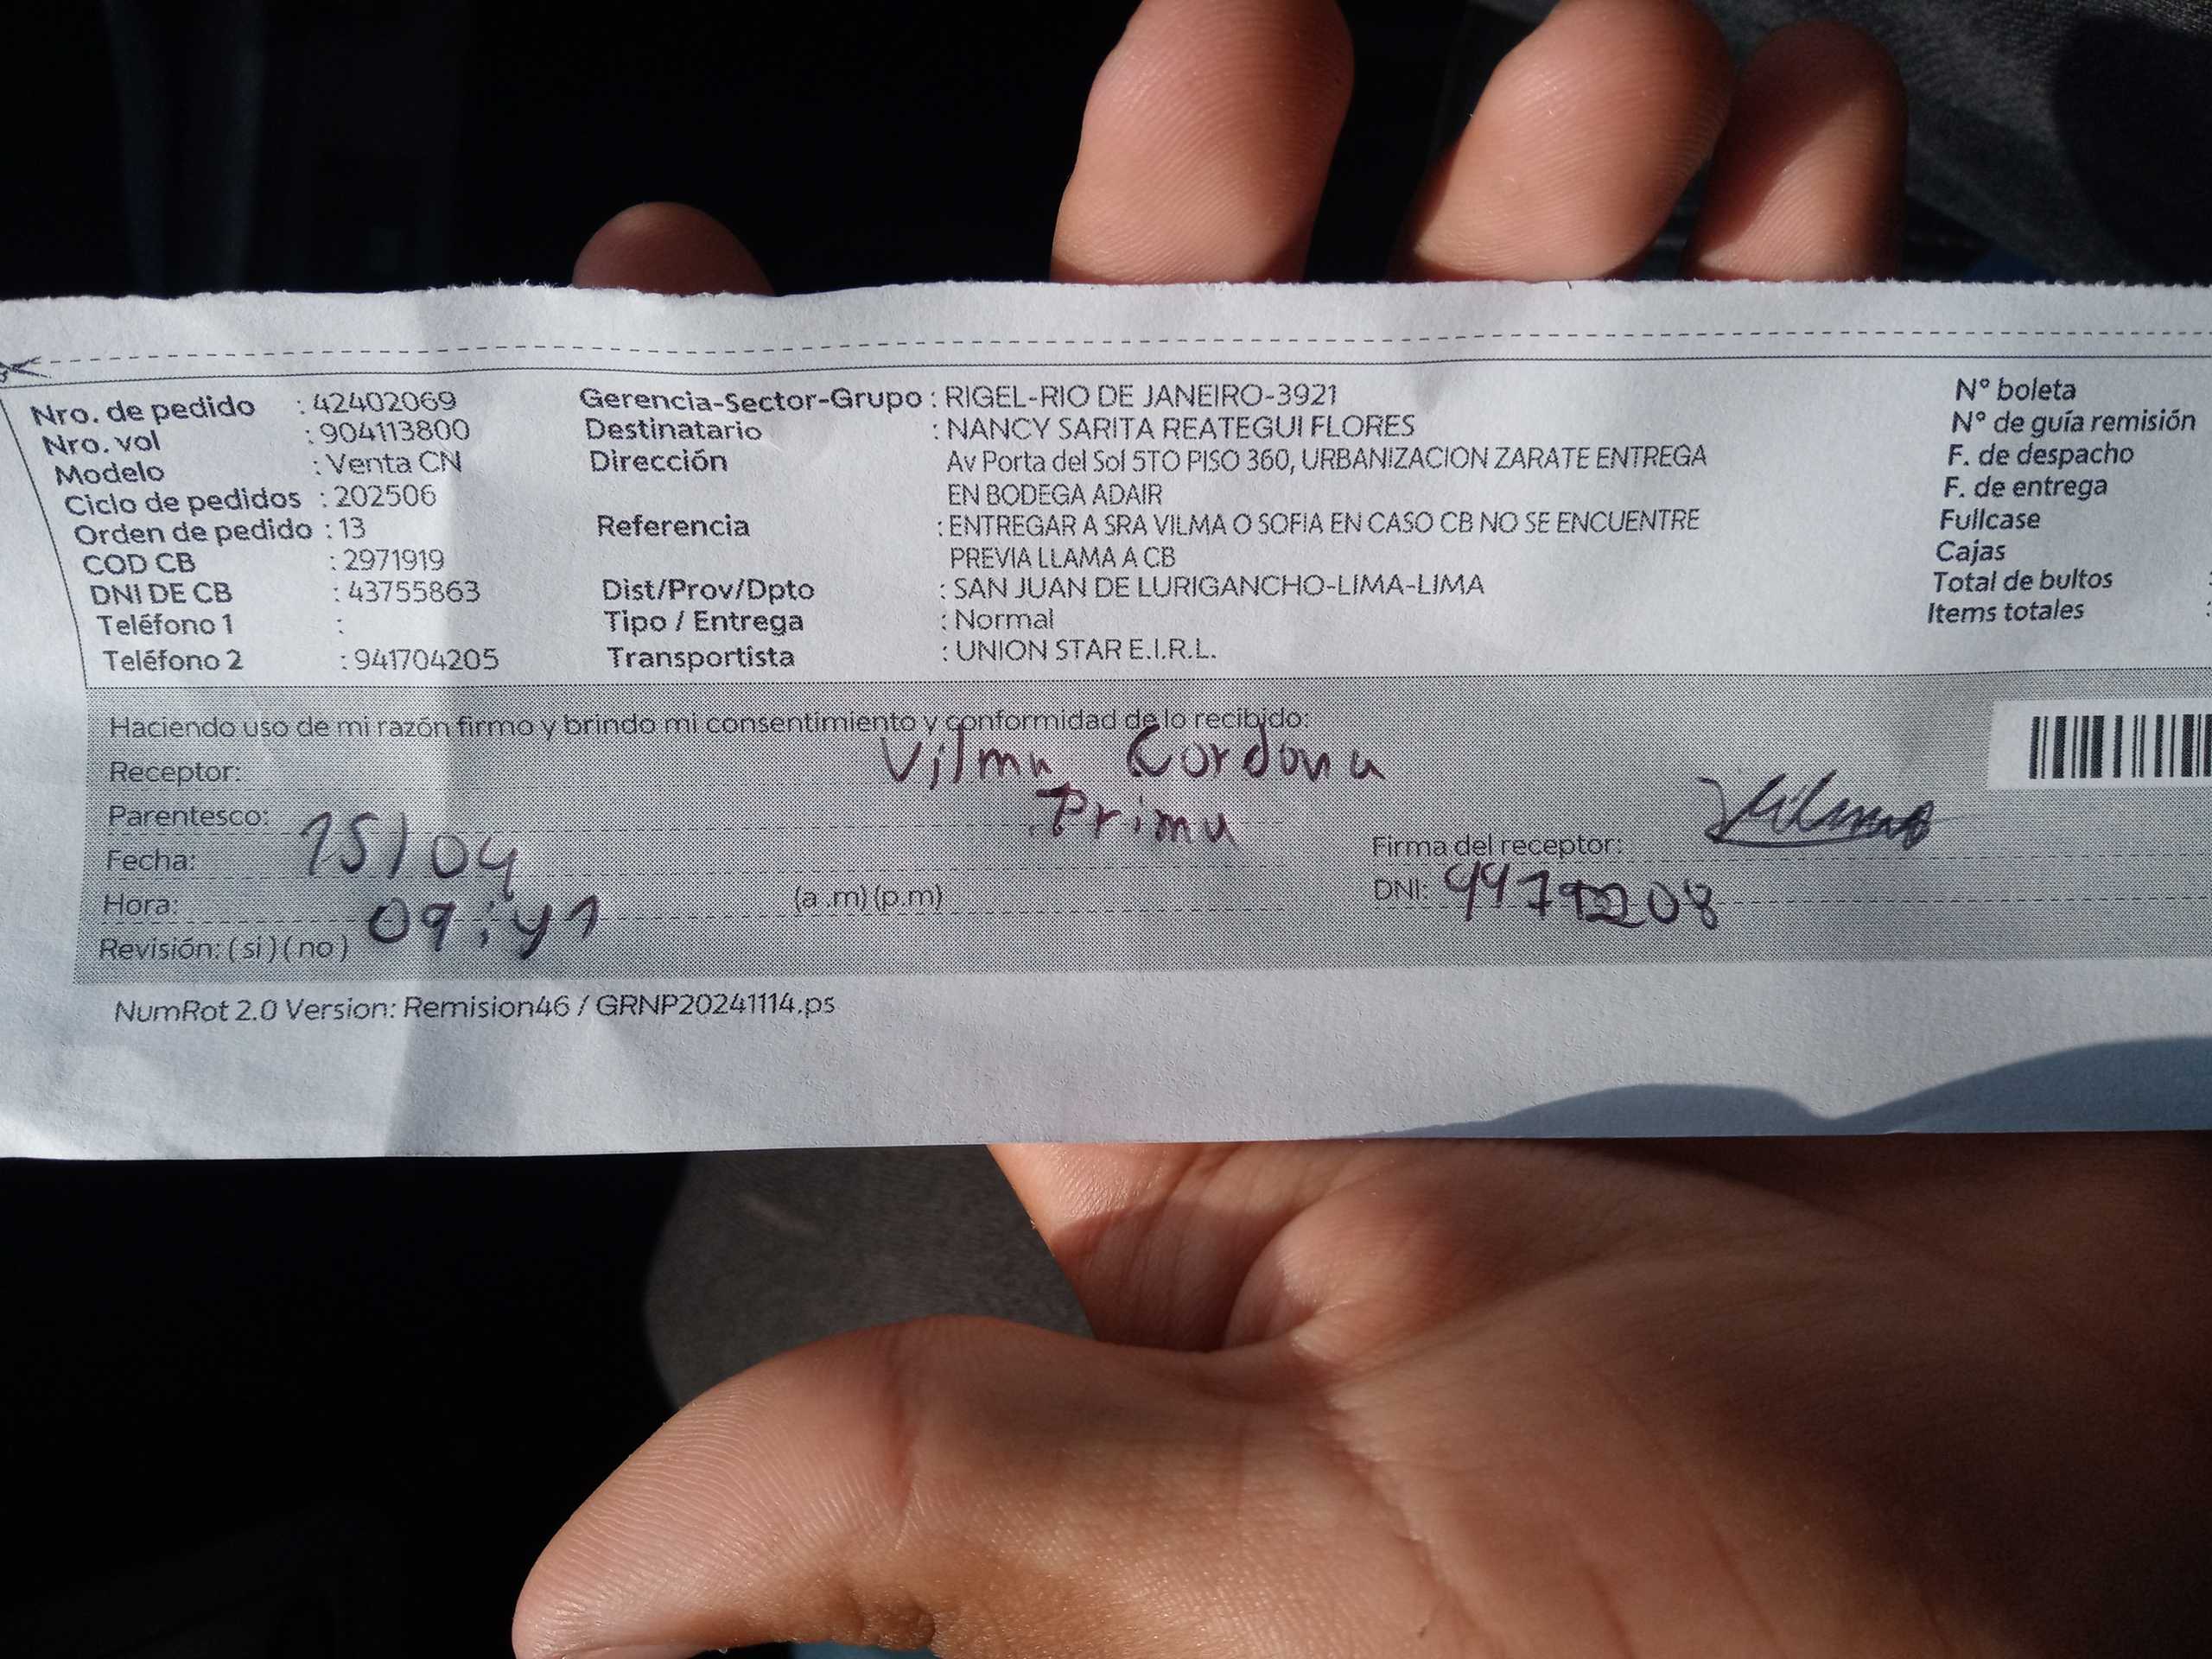 Nro. de pedido : 42402069
Nro. vol : 904113800
Modelo : Venta CN
Ciclo de pedidos : 202506
Orden de pedido : 13
COD CB : 2971919
DNI DE CB : 43755863
Teléfono 1 :
Teléfono 2 : 941704205
Gerencia-Sector-Grupo : RIGEL-RIO DE JANEIRO-3921
Destinatario : NANCY SARITA REATEGUI FLORES
Dirección Av Porta del Sol 5TO PISO 360, URBANIZACION ZARATE ENTREGA
EN BODEGA ADAIR
Referencia : ENTREGAR A SRA VILMA O SOFIA EN CASO CB NO SE ENCUENTRE
PREVIA LLAMA A CB
Dist/Prov/Dpto : SAN JUAN DE LURIGANCHO-LIMA-LIMA
Tipo / Entrega : Normal
Transportista : UNION STAR E.I.R.L.
N° boleta
N° de guía remisión
F. de despacho
F. de entrega
Fullcase
Cajas
Total de bultos :
Items totales :
Haciendo uso de mi razón firmo y brindo mi consentimiento y conformidad de lo recibido:
Receptor: Vilma Cordova
Parentesco: Prima
Fecha: 15/04
Hora: 09:41 (a .m) (p.m)
Revisión: ( si ) ( no )
Firma del receptor: Vilma
DNI:
NumRot 2.0 Version: Remision46 / GRNP20241114.ps